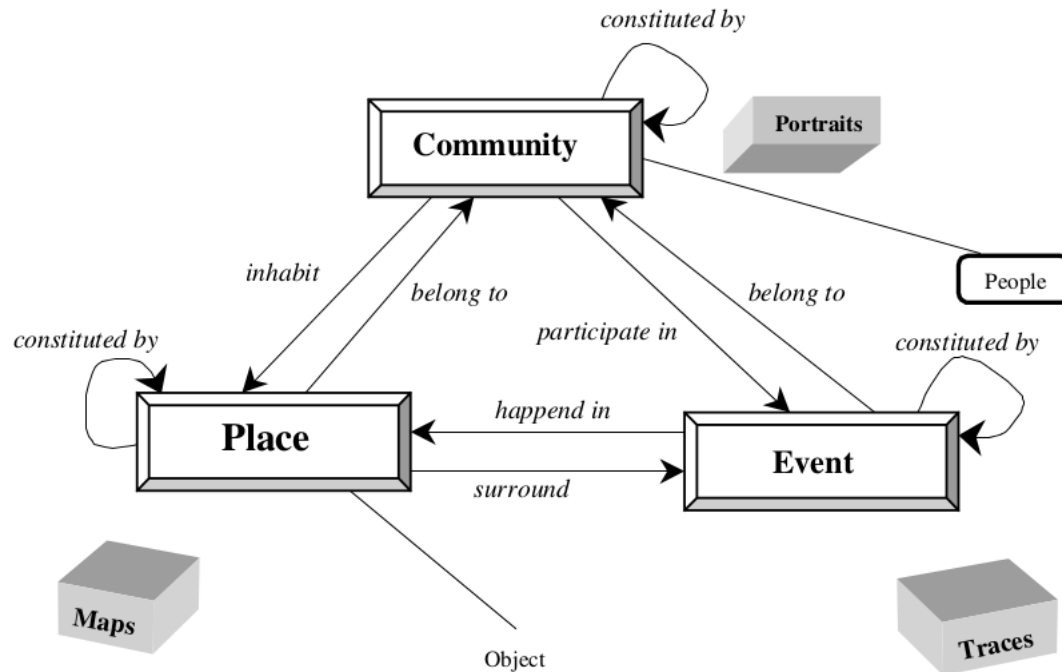 constituted by
Portraits
Community
inhabit
belong to
People
belong to
participate in
constituted by
constituted by
happend in
Place
Event
surround
Maps
Traces
Object